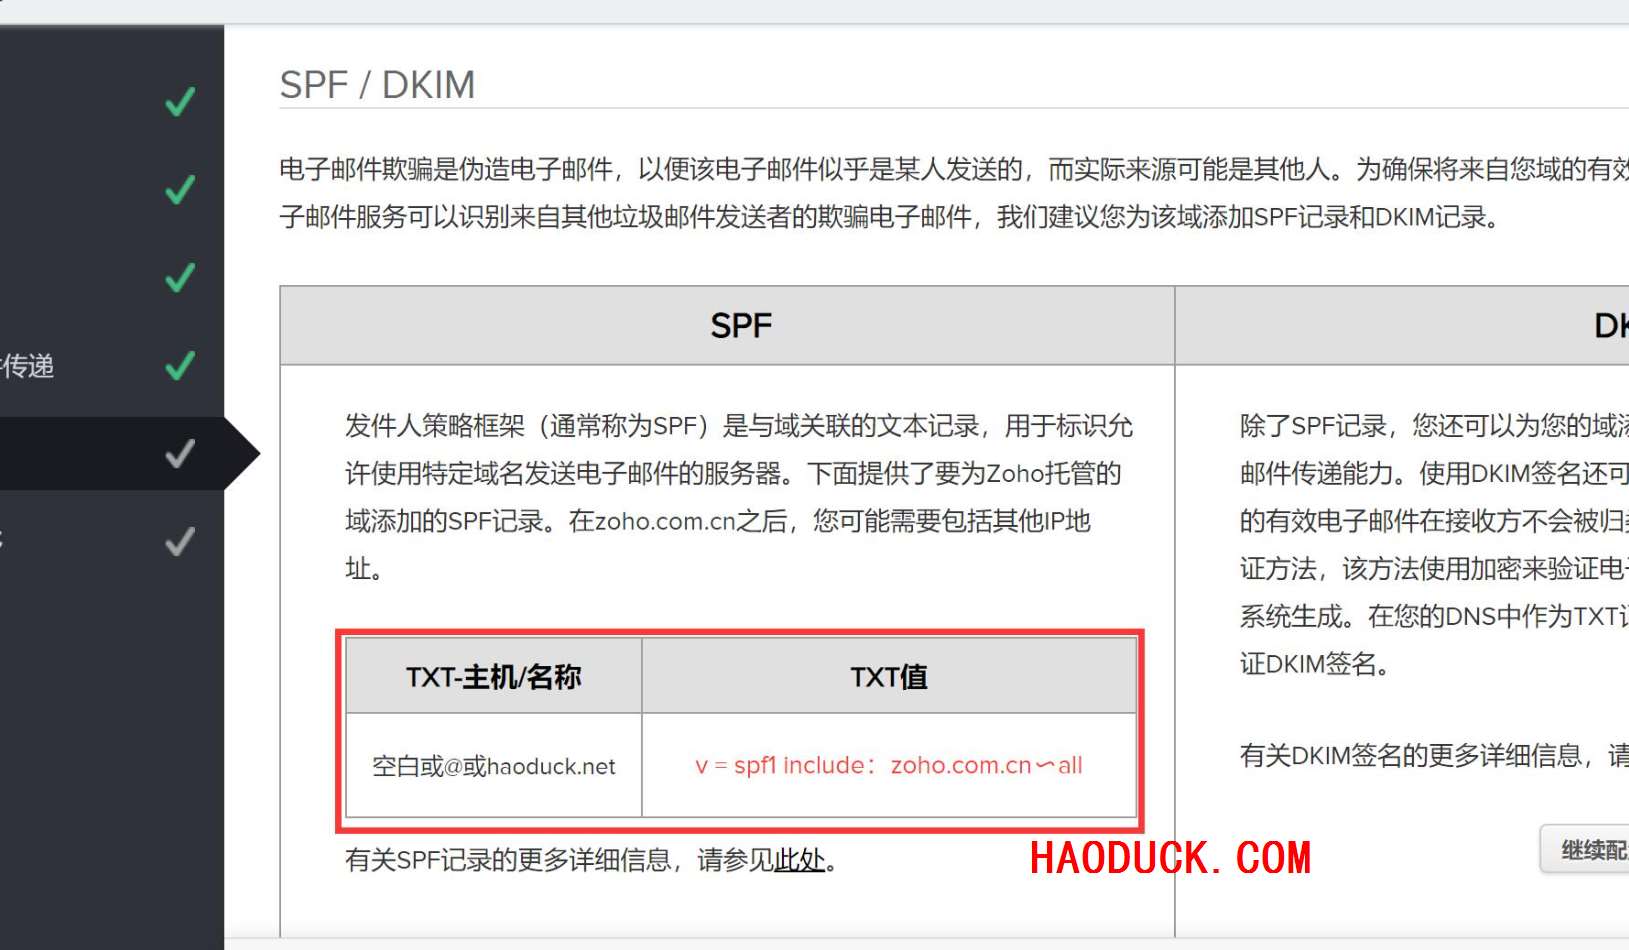 SPF / DKIM
电子邮件欺骗是伪造电子邮件，以便该电子邮件似乎是某人发送的，而实际来源可能是其他人。为确保将来自您域的有效
子邮件服务可以识别来自其他垃圾邮件发送者的欺骗电子邮件，我们建议您为该域添加SPF记录和DKIM记录。
传递
SPF
DK
发件人策略框架（通常称为SPF）是与域关联的文本记录，用于标识允
许使用特定域名发送电子邮件的服务器。下面提供了要为Zoho托管的
域添加的SPF记录。在zoho.com.cn之后，您可能需要包括其他IP地
址。
TXT-主机/名称
TXT值
空白或@或haoduck.net
v = spf1 include：zoho.com.cn〜all
有关SPF记录的更多详细信息，请参见此处。
除了SPF记录，您还可以为您的域添
邮件传递能力。使用DKIM签名还可
的有效电子邮件在接收方不会被归类
证方法，该方法使用加密来验证电子
系统生成。在您的DNS中作为TXT记
证DKIM签名。
有关DKIM签名的更多详细信息，请
继续配
HAODUCK.COM